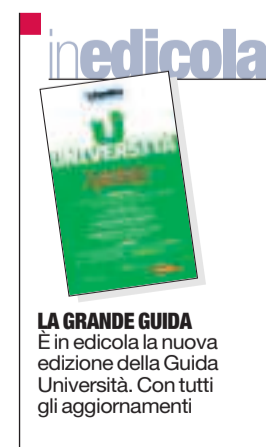 inedicola
U
UNIVERSITÀ
LA GRANDE GUIDA
È in edicola la nuova
edizione della Guida
Università. Con tutti
gli aggiornamenti